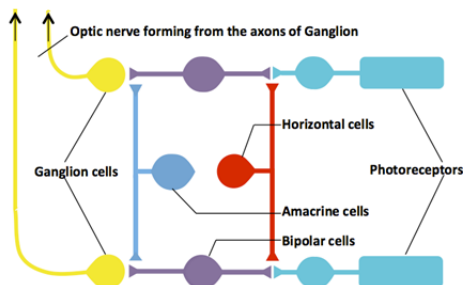 Optic nerve forming from the axons of Ganglion
Horizontal cells
Ganglion cells
Photoreceptors
Amacrine cells
Bipolar cells